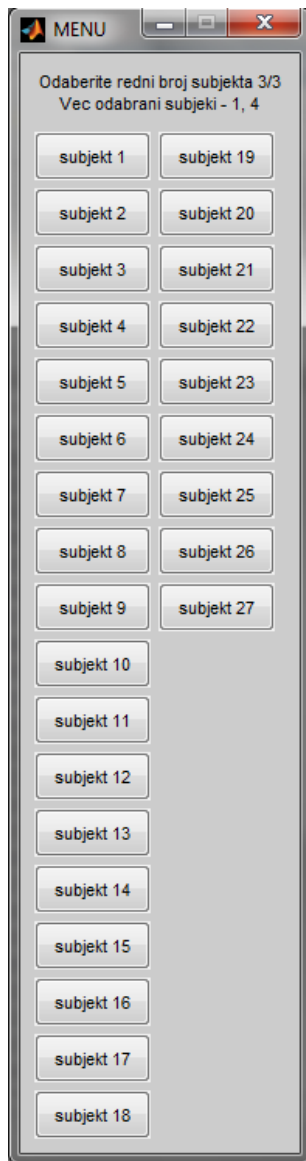 MENU
Odaberite redni broj subjekta 3/3
Vec odabrani subjeki - 1, 4
subjekt 1
subjekt 2
subjekt 3
subjekt 4
subjekt 5
subjekt 6
subjekt 7
subjekt 8
subjekt 9
subjekt 10
subjekt 11
subjekt 12
subjekt 13
subjekt 14
subjekt 15
subjekt 16
subjekt 17
subjekt 18
subjekt 19
subjekt 20
subjekt 21
subjekt 22
subjekt 23
subjekt 24
subjekt 25
subjekt 26
subjekt 27